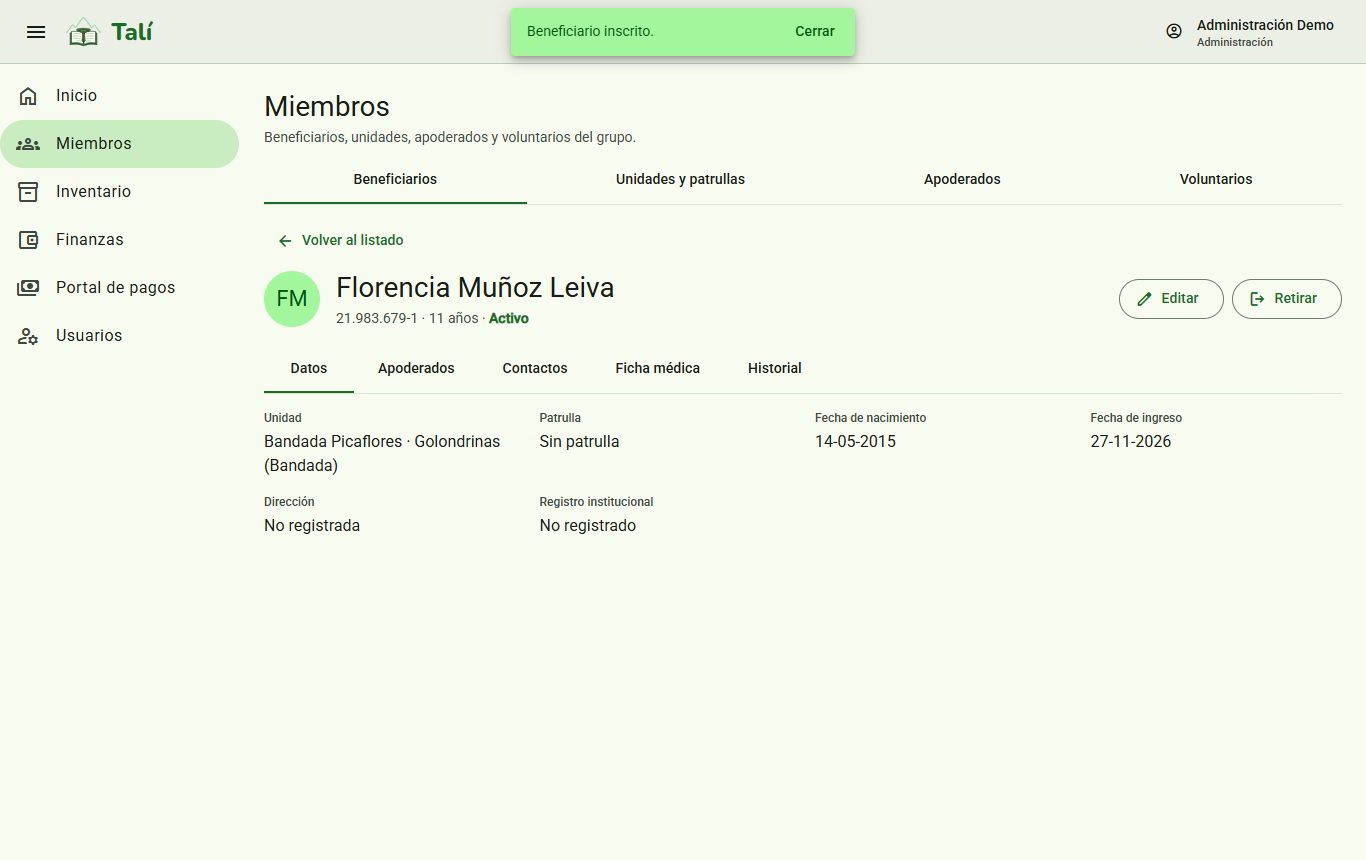 Talí
Beneficiario inscrito.
Cerrar
Administración Demo
Administración
Inicio
Miembros
Inventario
Finanzas
Portal de pagos
Usuarios
Miembros
Beneficiarios, unidades, apoderados y voluntarios del grupo.
Beneficiarios
Unidades y patrullas
Apoderados
Voluntarios
Volver al listado
FM
Florencia Muñoz Leiva
21.983.679-1 · 11 años · Activo
Editar
Retirar
Datos
Apoderados
Contactos
Ficha médica
Historial
Unidad
Bandada Picaflores · Golondrinas
(Bandada)
Patrulla
Sin patrulla
Fecha de nacimiento
14-05-2015
Fecha de ingreso
27-11-2026
Dirección
No registrada
Registro institucional
No registrado